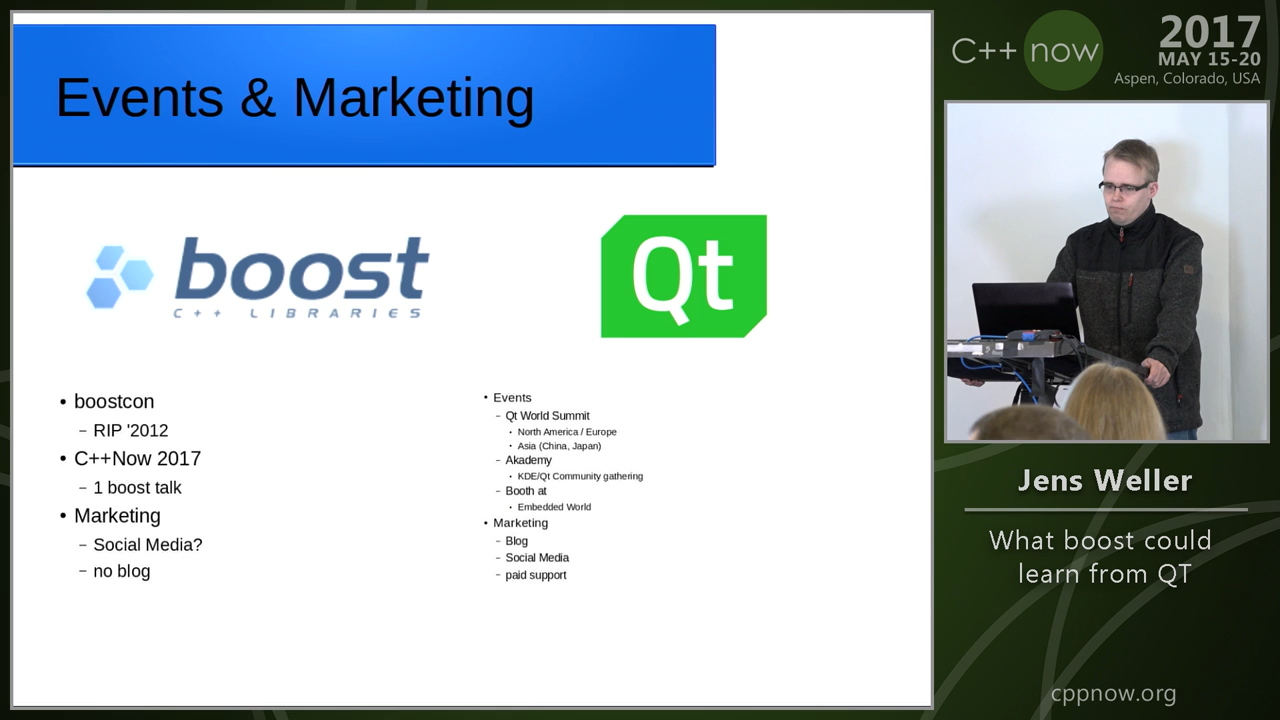 Events & Marketing
boost
C++ LIBRARIES
Qt
• boostcon
– RIP '2012
• C++Now 2017
– 1 boost talk
• Marketing
– Social Media?
– no blog
• Events
– Qt World Summit
• North America / Europe
• Asia (China, Japan)
– Akademy
• KDE/Qt Community gathering
– Booth at
• Embedded World
• Marketing
– Blog
– Social Media
– paid support
C++ now
2017
MAY 15-20
Aspen, Colorado, USA
Jens Weller
What boost could
learn from QT
cppnow.org